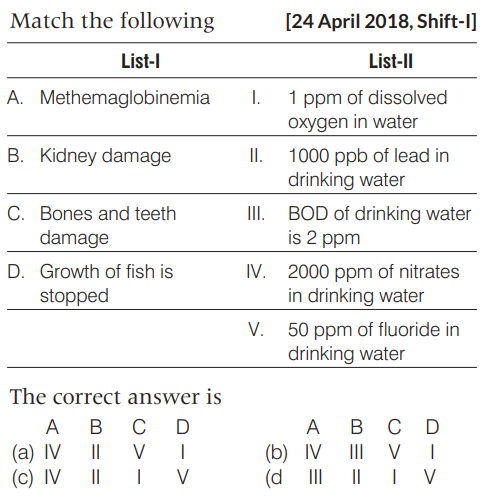 Match the following [24 April 2018, Shift-I]
List-I List-II
A. Methemaglobinemia I. 1 ppm of dissolved
oxygen in water
B. Kidney damage II. 1000 ppb of lead in
drinking water
C. Bones and teeth III. BOD of drinking water
damage is 2 ppm
D. Growth of fish is IV. 2000 ppm of nitrates
stopped in drinking water
V. 50 ppm of fluoride in
drinking water
The correct answer is
A B C D A B C D
(a) IV II V I (b) IV III V I
(c) IV II I V (d III II I V